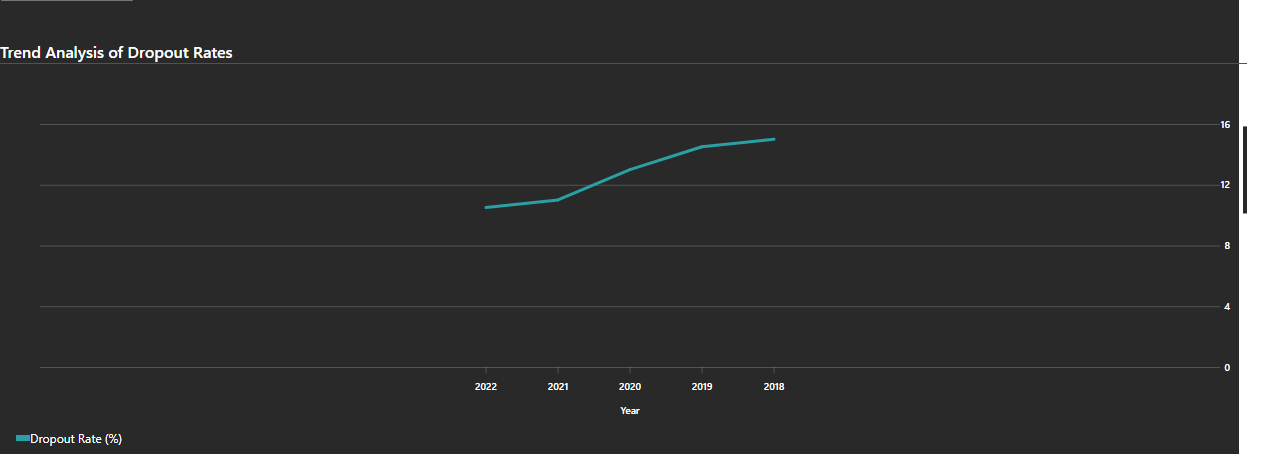 Trend Analysis of Dropout Rates
16
12
8
4
0
2022 2021 2020 2019 2018
Year
Dropout Rate (%)